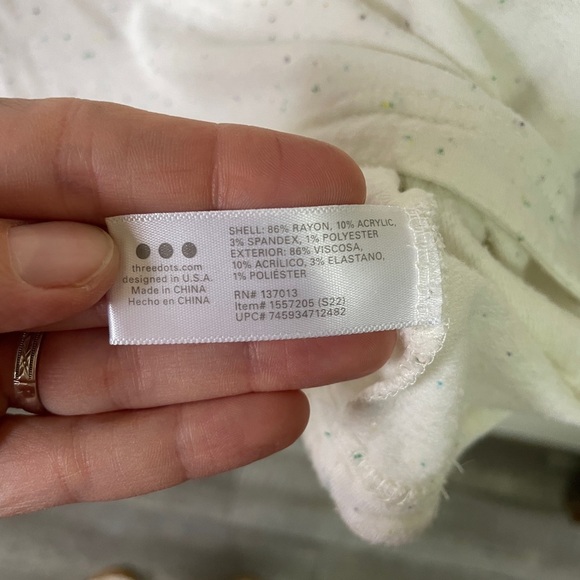 threedots.com
designed in U.S.A
Made in CHINA
Hecho en CHINA
SHELL: 86% RAYON, 10% ACRYLIC,
3% SPANDEX, 1% POLYESTER
EXTERIOR: 86% VISCOSA,
10% ACRÍLICO, 3% ELASTANO,
1% POLIÉSTER
RN# 137013
Item# 1557205 (S22)
UPC# 745934712482